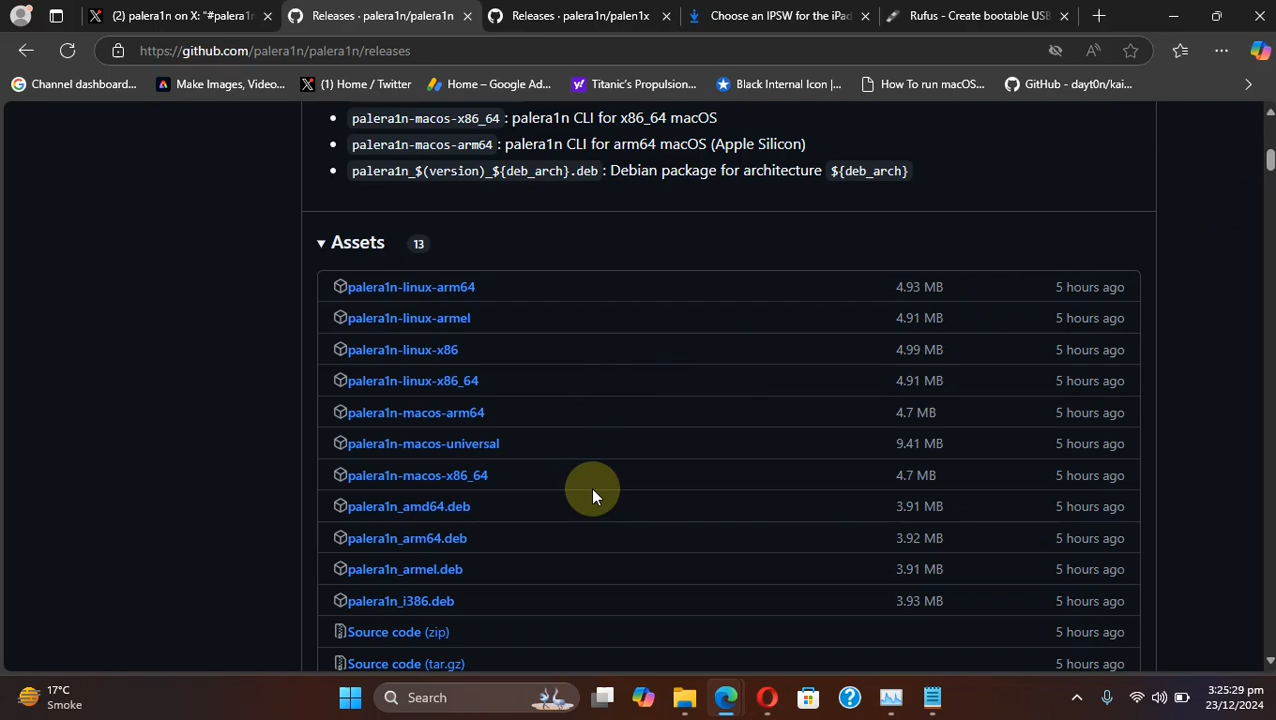 (2) palera1n on X: "#palera1n
Releases · palera1n/palera1n
Releases · palera1n/palen1x
Choose an IPSW for the iPad
Rufus - Create bootable USB
https://github.com/palera1n/palera1n/releases
Channel dashboard...
Make Images, Video...
(1) Home / Twitter
Home – Google Ad...
Titanic's Propulsion...
Black Internal Icon |...
How To run macOS...
GitHub - dayt0n/kai...
palera1n-macos-x86_64 : palera1n CLI for x86_64 macOS
palera1n-macos-arm64 : palera1n CLI for arm64 macOS (Apple Silicon)
palera1n_$(version)_${deb_arch}.deb : Debian package for architecture ${deb_arch}
Assets 13
palera1n-linux-arm64 4.93 MB 5 hours ago
palera1n-linux-armel 4.91 MB 5 hours ago
palera1n-linux-x86 4.99 MB 5 hours ago
palera1n-linux-x86_64 4.91 MB 5 hours ago
palera1n-macos-arm64 4.7 MB 5 hours ago
palera1n-macos-universal 9.41 MB 5 hours ago
palera1n-macos-x86_64 4.7 MB 5 hours ago
palera1n_amd64.deb 3.91 MB 5 hours ago
palera1n_arm64.deb 3.92 MB 5 hours ago
palera1n_armel.deb 3.91 MB 5 hours ago
palera1n_i386.deb 3.93 MB 5 hours ago
Source code (zip) 5 hours ago
Source code (tar.gz) 5 hours ago
17°C
Smoke
Search
3:25:29 pm
23/12/2024